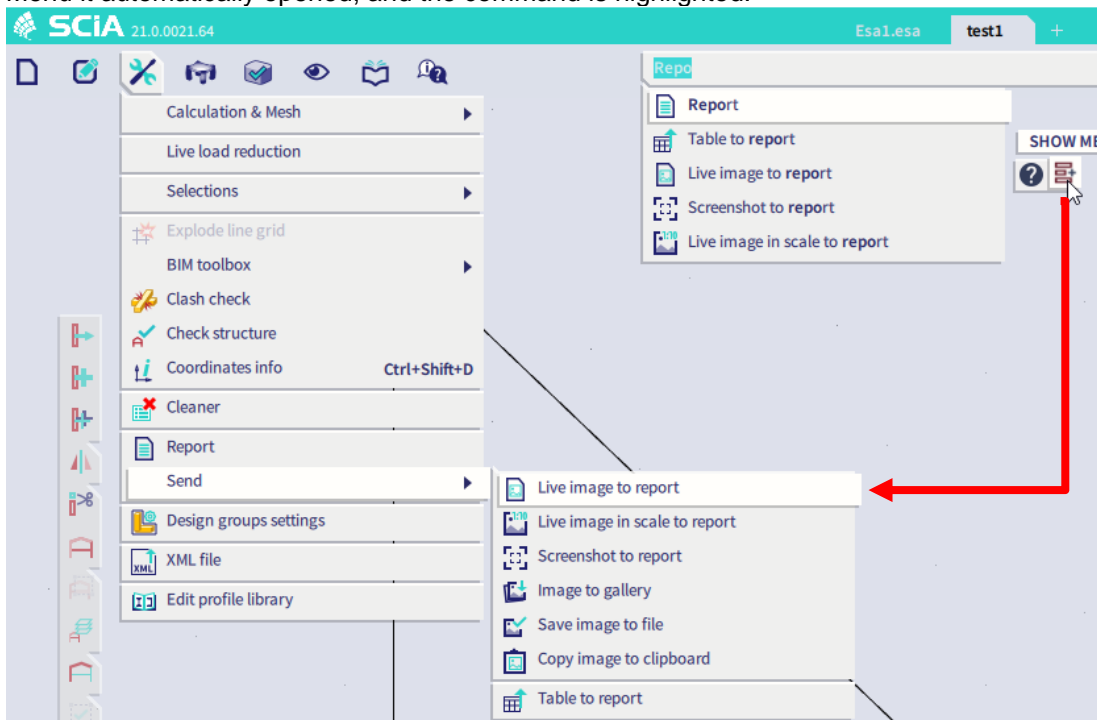 menu it automatically opened, and the command is highlighted.
SCiA 21.0.0021.64
Esa1.esa
test1
+
Repo
Report
Table to report
Live image to report
Screenshot to report
Live image in scale to report
SHOW ME
Calculation & Mesh
Live load reduction
Selections
Explode line grid
BIM toolbox
Clash check
Check structure
Coordinates info Ctrl+Shift+D
Cleaner
Report
Send
Design groups settings
XML file
Edit profile library
Live image to report
Live image in scale to report
Screenshot to report
Image to gallery
Save image to file
Copy image to clipboard
Table to report